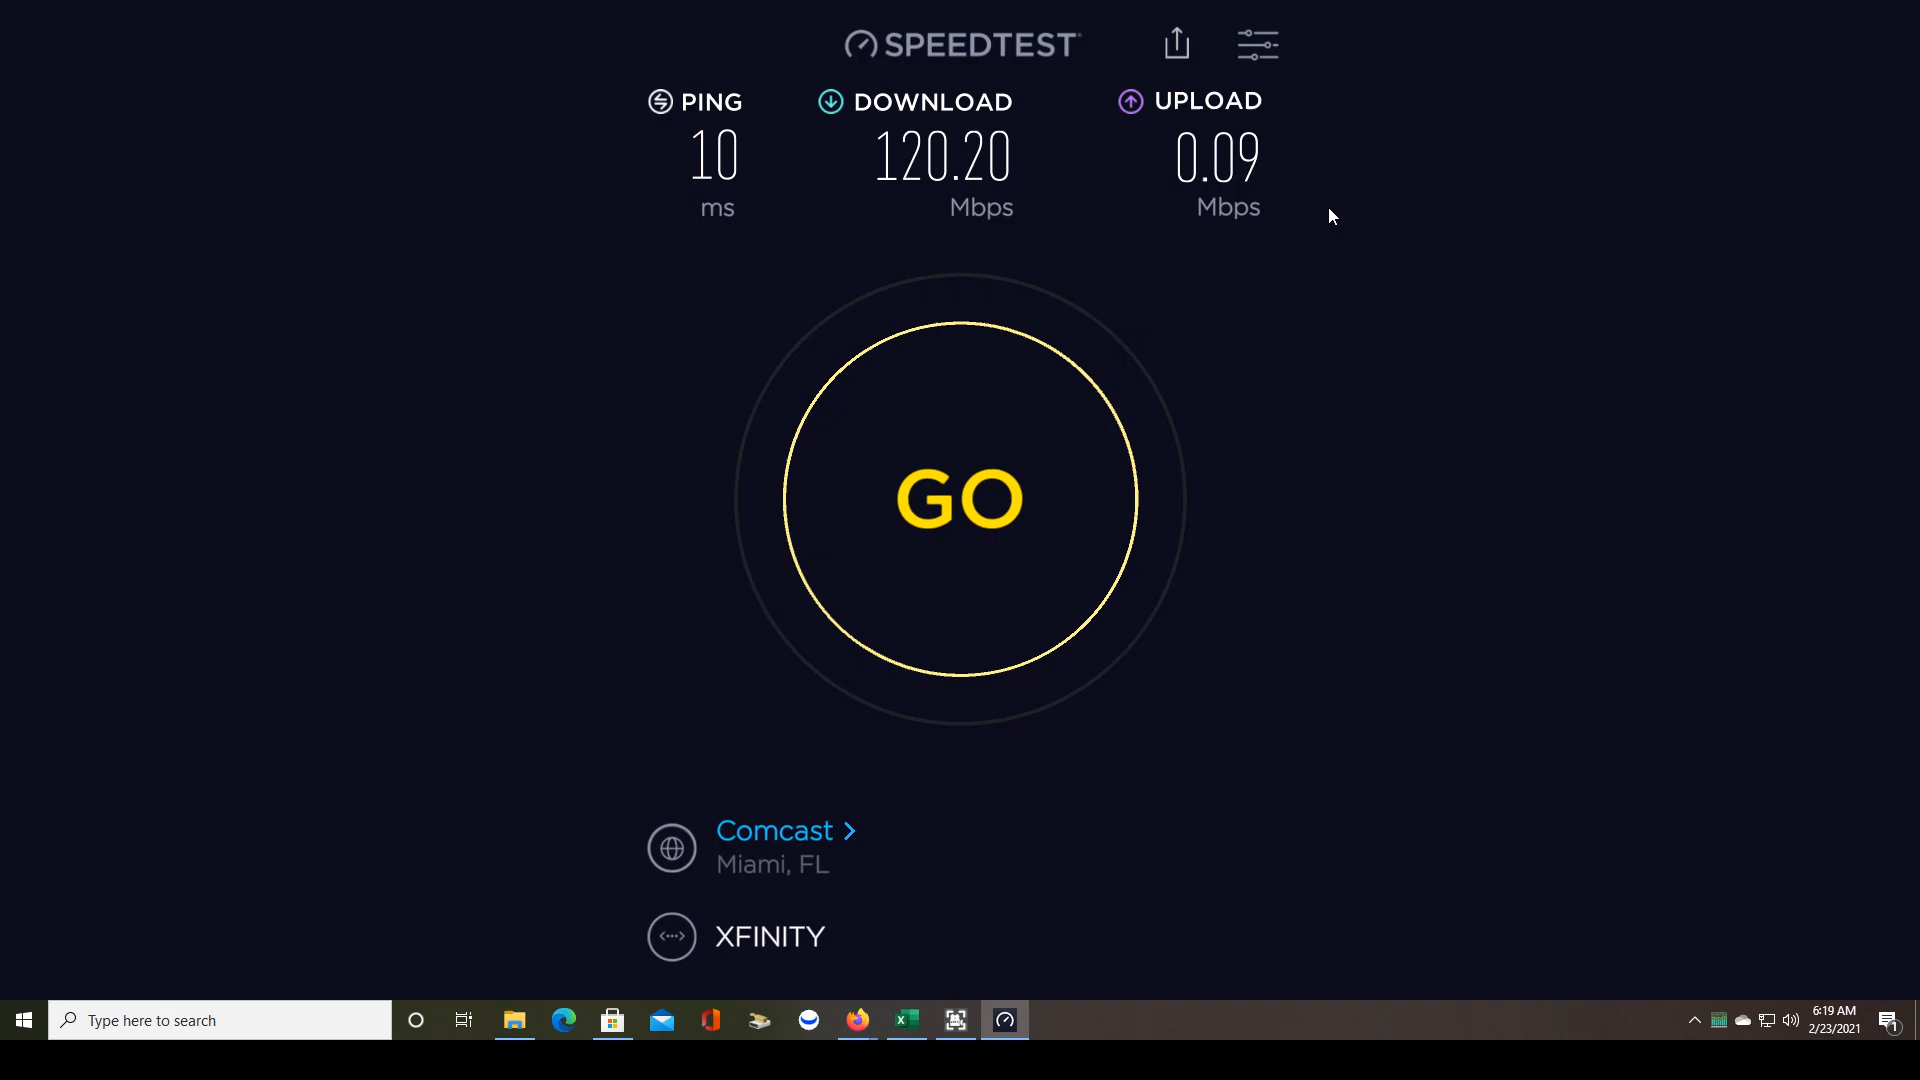 SPEEDTEST
PING
DOWNLOAD
UPLOAD
10
120.20
0.09
ms
Mbps
Mbps
GO
Comcast
Miami, FL
XFINITY
Type here to search
6:19 AM
2/23/2021
1